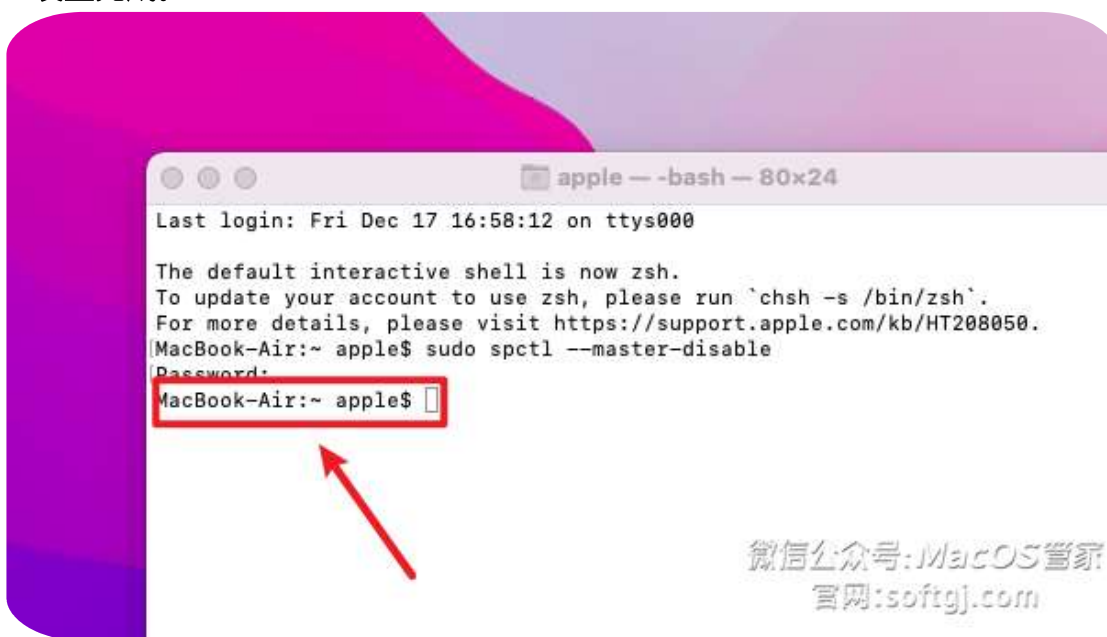 apple — -bash — 80×24
Last login: Fri Dec 17 16:58:12 on ttys000
The default interactive shell is now zsh.
To update your account to use zsh, please run `chsh -s /bin/zsh`.
For more details, please visit https://support.apple.com/kb/HT208050.
[MacBook-Air:~ apple$ sudo spctl --master-disable
[Password:
MacBook-Air:~ apple$
微信公众号:MacOS管家
官网:softgj.com